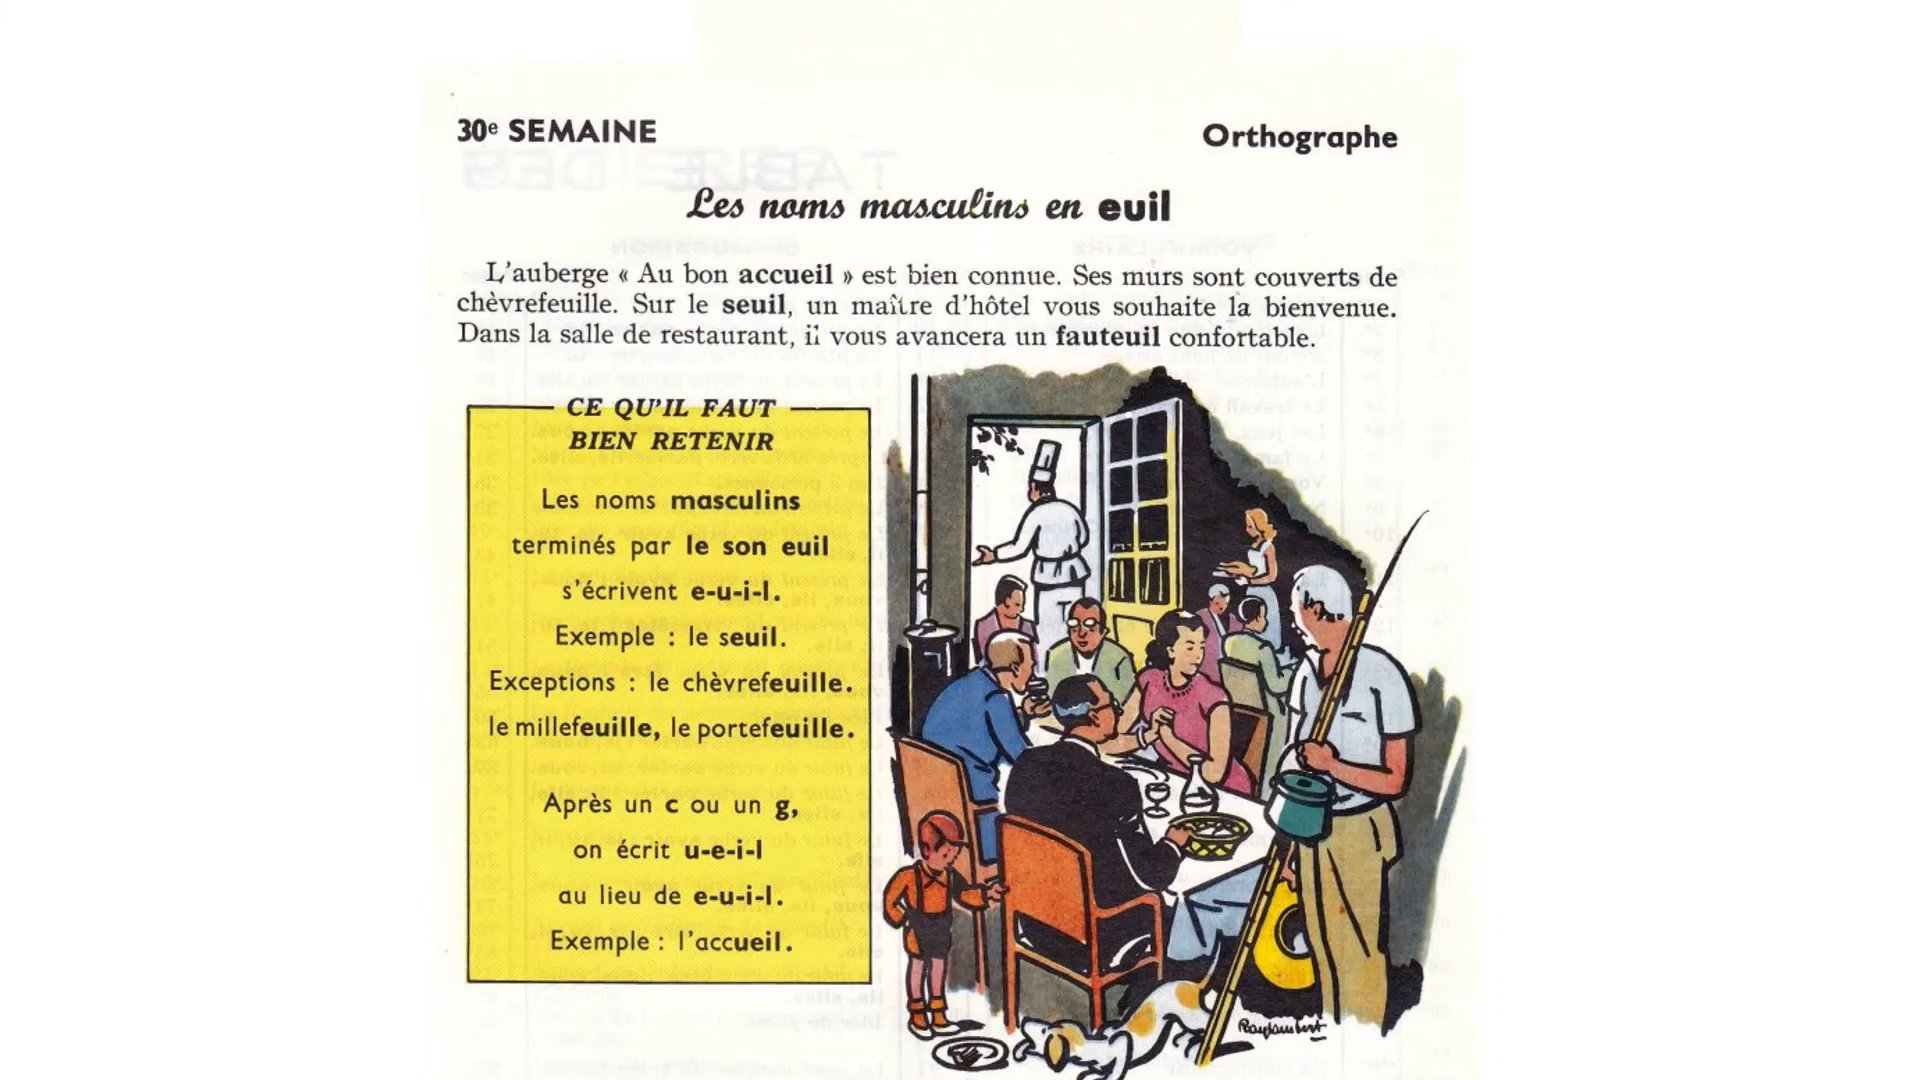 30e SEMAINE
Orthographe
Les noms masculins en euil
L'auberge « Au bon accueil » est bien connue. Ses murs sont couverts de
chèvrefeuille. Sur le seuil, un maître d'hôtel vous souhaite la bienvenue.
Dans la salle de restaurant, il vous avancera un fauteuil confortable.
CE QU'IL FAUT
BIEN RETENIR
Les noms masculins
terminés par le son euil
s'écrivent e-u-i-l.
Exemple : le seuil.
Exceptions : le chèvrefeuille.
le millefeuille, le portefeuille.
Après un c ou un g,
on écrit u-e-i-l
au lieu de e-u-i-l.
Exemple : l'accueil.
Raylambert